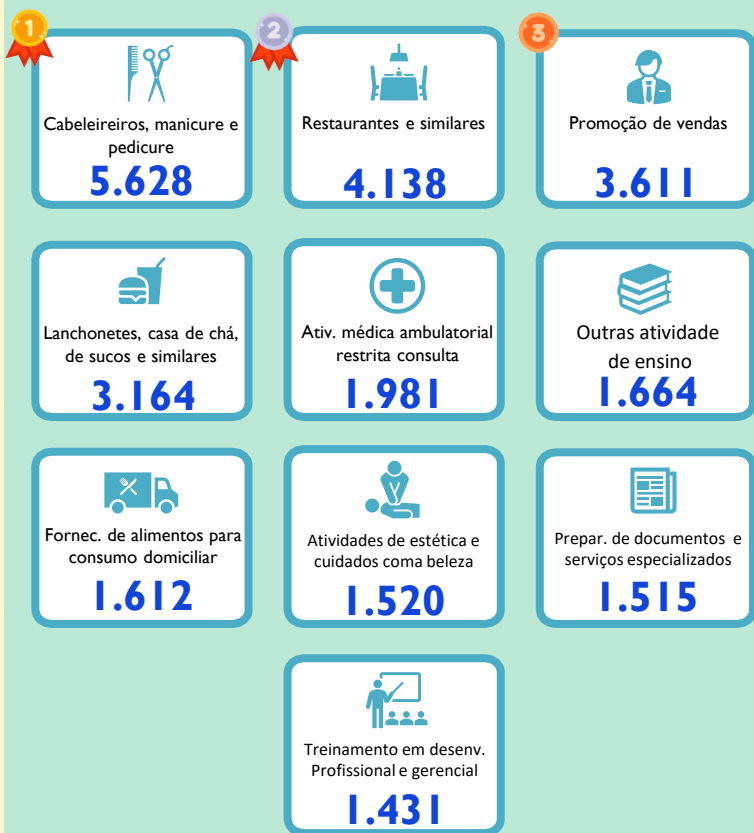 1
Cabeleireiros, manicure e
pedicure
5.628
2
Restaurantes e similares
4.138
3
Promoção de vendas
3.611
Lanchonetes, casa de chá,
de sucos e similares
3.164
Ativ. médica ambulatorial
restrita consulta
1.981
Outras atividade
de ensino
1.664
Fornec. de alimentos para
consumo domiciliar
1.612
Atividades de estética e
cuidados coma beleza
1.520
Prepar. de documentos e
serviços especializados
1.515
Treinamento em desenv.
Profissional e gerencial
1.431